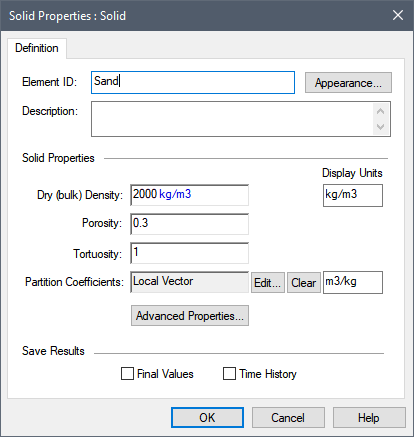 Solid Properties : Solid
Definition
Element ID: Sand Appearance...
Description:
Solid Properties
Display Units
Dry (bulk) Density: 2000 kg/m3 kg/m3
Porosity: 0.3
Tortuosity: 1
Partition Coefficients: Local Vector Edit... Clear m3/kg
Advanced Properties...
Save Results
Final Values Time History
OK Cancel Help